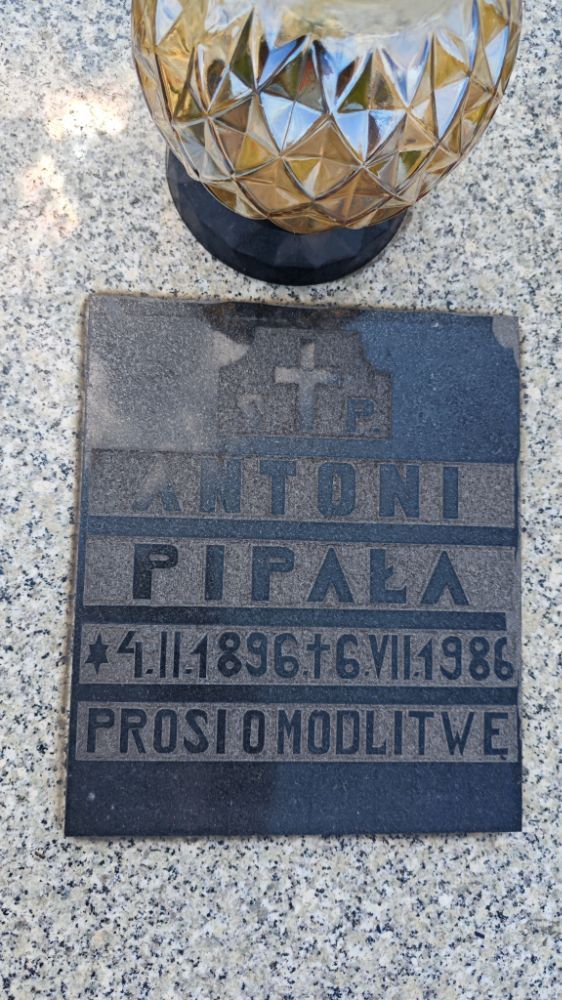 Ś. P.
ANTONI
PIPAŁA
* 4.II.1896. † 6.VII.1986
PROSI O MODLITWĘ